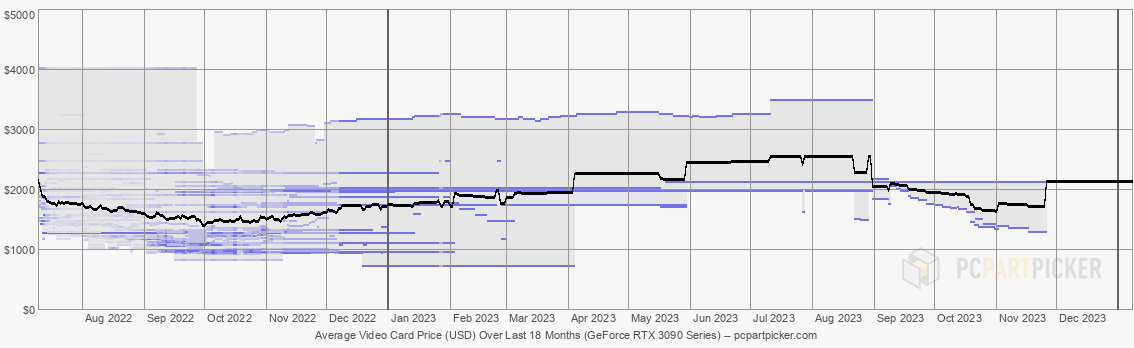 $5000
$4000
$3000
$2000
$1000
$0
PCPARTPICKER
Aug 2022 Sep 2022 Oct 2022 Nov 2022 Dec 2022 Jan 2023 Feb 2023 Mar 2023 Apr 2023 May 2023 Jun 2023 Jul 2023 Aug 2023 Sep 2023 Oct 2023 Nov 2023 Dec 2023
Average Video Card Price (USD) Over Last 18 Months (GeForce RTX 3090 Series) -- pcpartpicker.com